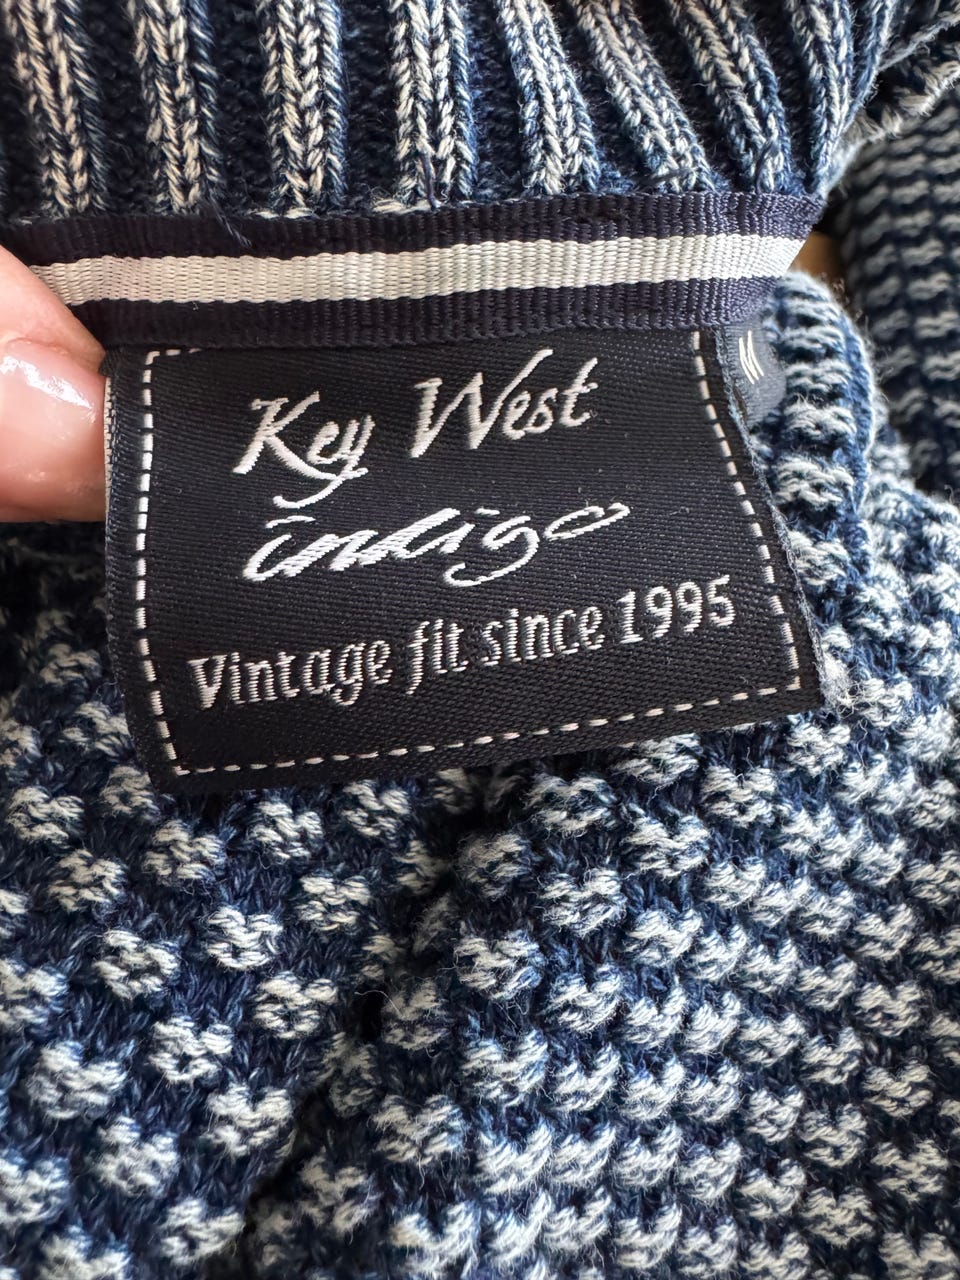 Key West
indigo
Vintage fit since 1995
M